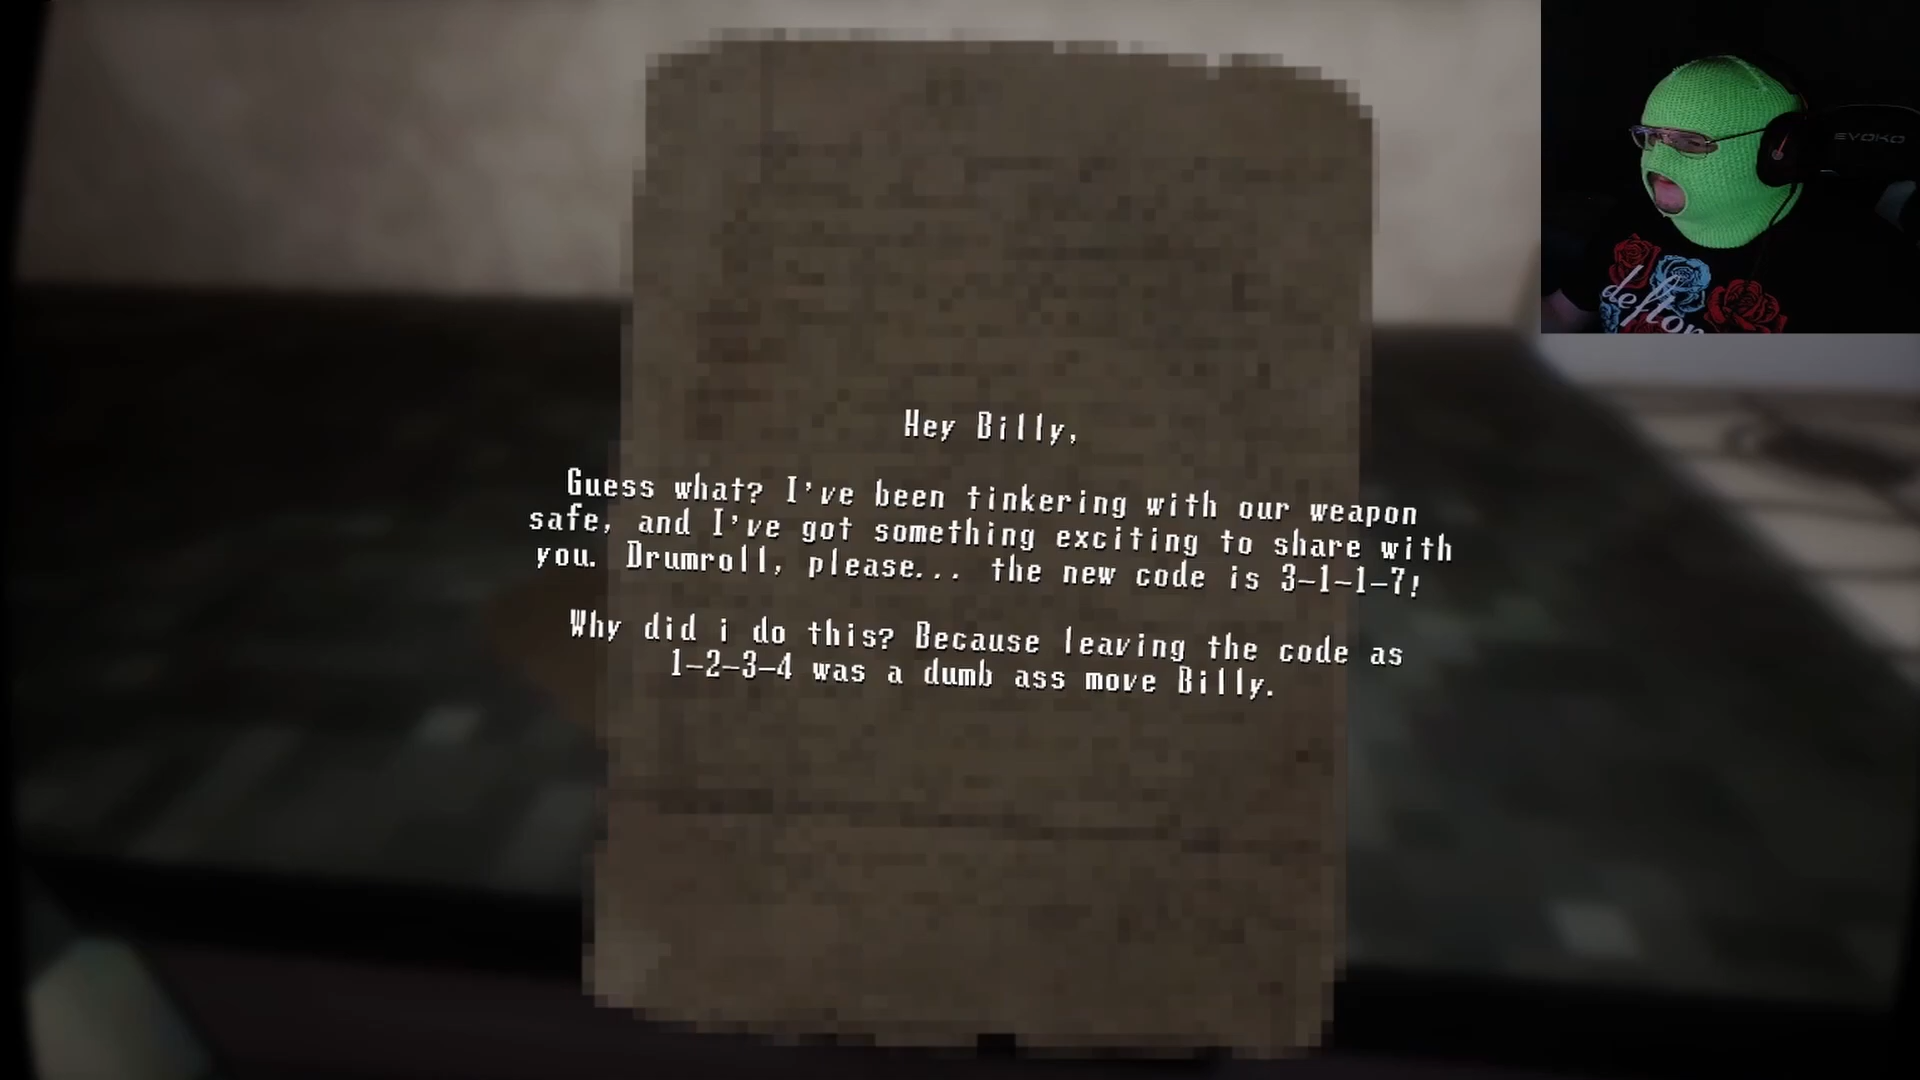 EVOKO
defton
Hey Billy,
Guess what? I've been tinkering with our weapon
safe, and I've got something exciting to share with
you. Drumroll, please... the new code is 3-1-1-7!
Why did i do this? Because leaving the code as
1-2-3-4 was a dumb ass move Billy.